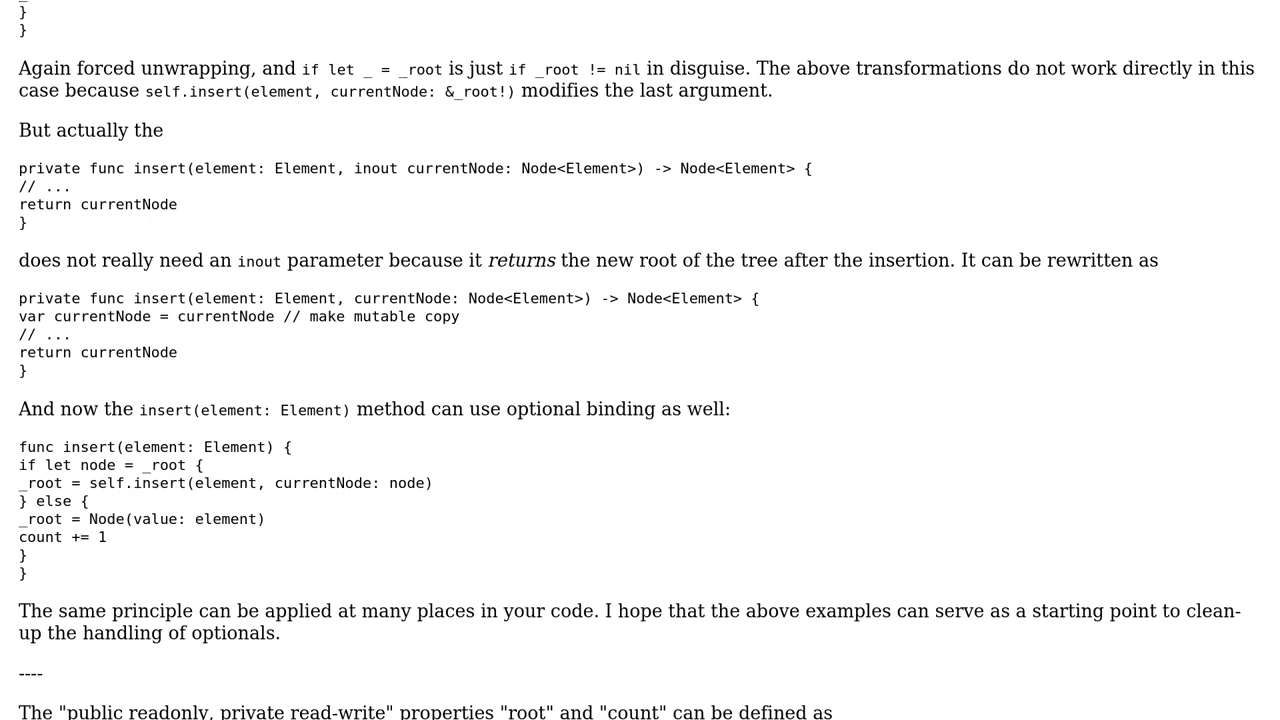 }
}
Again forced unwrapping, and if let _ = _root is just if _root != nil in disguise. The above transformations do not work directly in this
case because self.insert(element, currentNode: &_root!) modifies the last argument.
But actually the
private func insert(element: Element, inout currentNode: Node<Element>) -> Node<Element> {
// ...
return currentNode
}
does not really need an inout parameter because it returns the new root of the tree after the insertion. It can be rewritten as
private func insert(element: Element, currentNode: Node<Element>) -> Node<Element> {
var currentNode = currentNode // make mutable copy
// ...
return currentNode
}
And now the insert(element: Element) method can use optional binding as well:
func insert(element: Element) {
if let node = _root {
_root = self.insert(element, currentNode: node)
} else {
_root = Node(value: element)
count += 1
}
}
The same principle can be applied at many places in your code. I hope that the above examples can serve as a starting point to clean-
up the handling of optionals.
----
The "public readonly, private read-write" properties "root" and "count" can be defined as